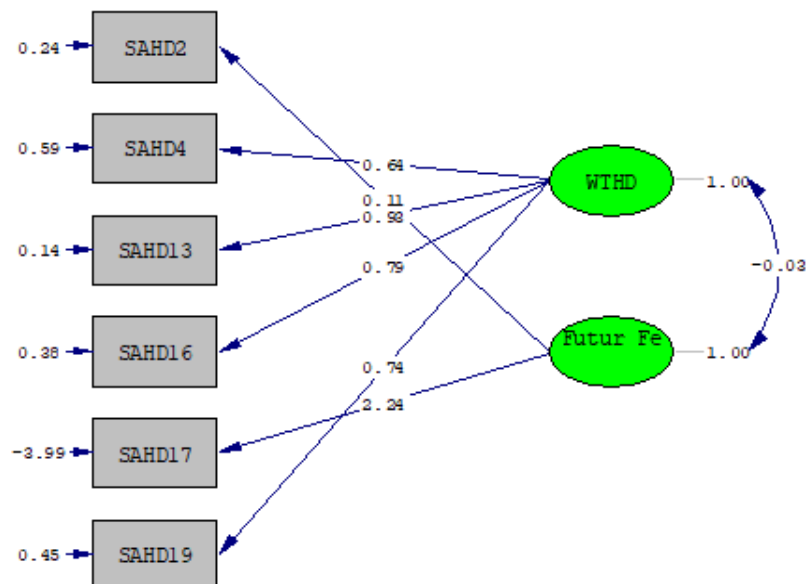 0.24
SAHD2
0.59
SAHD4
0.64
WTHD
1.00
0.11
0.98
0.14
SAHD13
0.79
-0.03
0.38
SAHD16
Futur Fe
1.00
0.74
2.24
-3.99
SAHD17
0.45
SAHD19